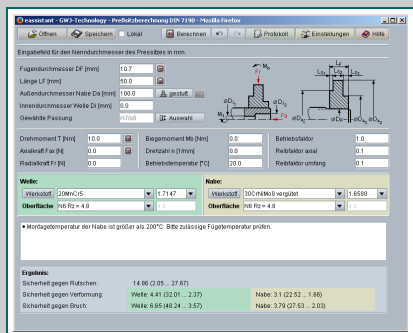 eassistant - GWJ-Technology - Prefisitzberechnung DIN 7190 - Mozilla Firefox
Öffnen Speichern Lokal Berechnen Protokoll Einstellungen Hilfe
Eingabefeld für den Nenndurchmesser des Pressitzes in mm.
Fugendurchmesser DF [mm] 10.7
Länge LF [mm] 50.0
Außendurchmesser Nabe Da [mm] 100.0 gestuft
Innendurchmesser Welle Di [mm] 0.0
Gewählte Passung H7/s6 Auswahl
Drehmoment T [Nm] 10.0 Biegemoment Mb [Nm] 0.0 Betriebsfaktor 1.0
Axialkraft Fax [N] 0.0 Drehzahl n [1/min] 0.0 Reibfaktor axial 0.1
Radialkraft Fr [N] 0.0 Betriebstemperatur [°C] 20.0 Reibfaktor umfang 0.1
Welle: Nabe:
Werkstoff 20MnCr5 1.7147 Werkstoff 30CrNiMo8 vergütet 1.6580
Oberfläche N6 Rz = 4.8 4.8 Oberfläche N6 Rz = 4.8 4.8
• Montagetemperatur der Nabe ist größer als 200°C. Bitte zulässige Fügetemperatur prüfen.
Ergebnis:
Sicherheit gegen Rutschen: 14.86 (2.05 ... 27.67)
Sicherheit gegen Verformung: Welle: 4.41 (32.01 ... 2.37) Nabe: 3.1 (22.52 ... 1.66)
Sicherheit gegen Bruch: Welle: 6.65 (48.24 ... 3.57) Nabe: 3.79 (27.53 ... 2.03)